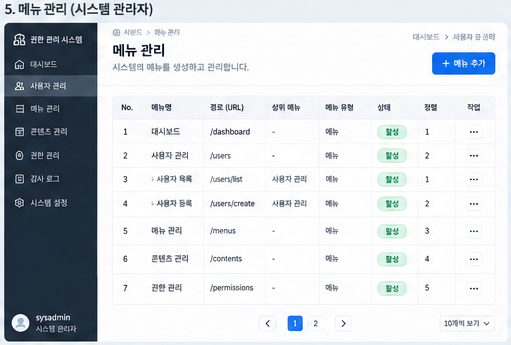 5. 메뉴 관리 (시스템 관리자)
권한 관리 시스템
대시보드
사용자 관리
메뉴 관리
콘텐츠 관리
권한 관리
감사 로그
시스템 설정
sysadmin
시스템 관리자
> 메뉴 관리
대시보드 > 사용자
메뉴 관리
시스템의 메뉴를 생성하고 관리합니다.
+ 메뉴 추가
No. 메뉴명 경로 (URL) 상위 메뉴 메뉴 유형 상태 정렬 작업
1 대시보드 /dashboard - 메뉴 활성 1 ···
2 사용자 관리 /users - 메뉴 활성 2 ···
3 사용자 목록 /users/list 사용자 관리 메뉴 활성 1 ···
4 사용자 등록 /users/create 사용자 관리 메뉴 활성 2 ···
5 메뉴 관리 /menus - 메뉴 활성 3 ···
6 콘텐츠 관리 /contents - 메뉴 활성 4 ···
7 권한 관리 /permissions - 메뉴 활성 5 ···
< 1 2 >
10개씩 보기